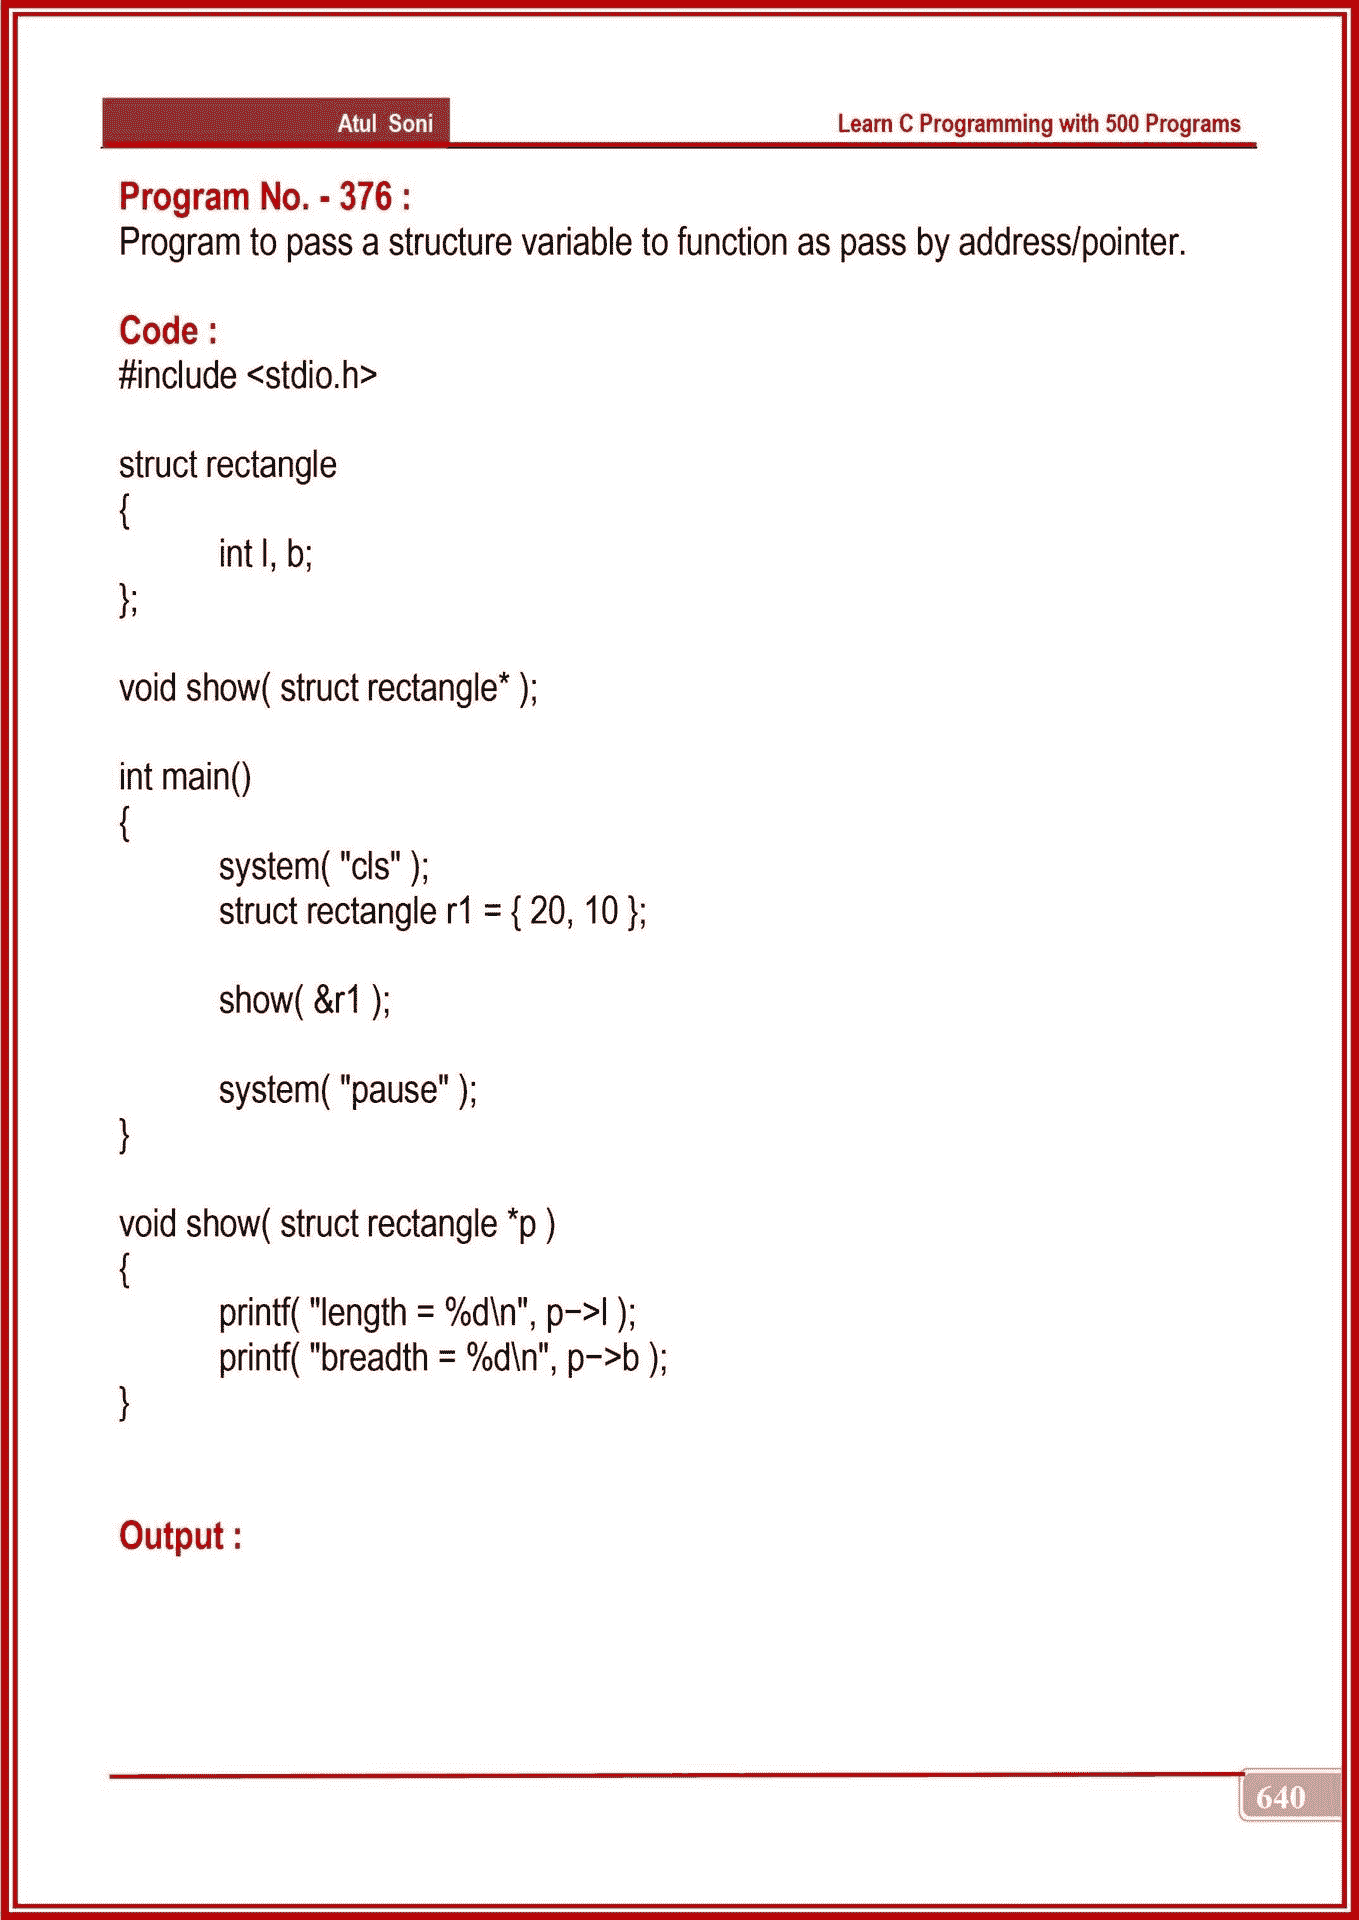 Atul Soni
Learn C Programming with 500 Programs
Program No. - 376 :
Program to pass a structure variable to function as pass by address/pointer.
Code :
#include <stdio.h>
struct rectangle
{
int l, b;
};
void show( struct rectangle* );
int main()
{
system( "cls" );
struct rectangle r1 = { 20, 10 };
show( &r1 );
system( "pause" );
}
void show( struct rectangle *p )
{
printf( "length = %d\n", p−>l );
printf( "breadth = %d\n", p−>b );
}
Output :
640